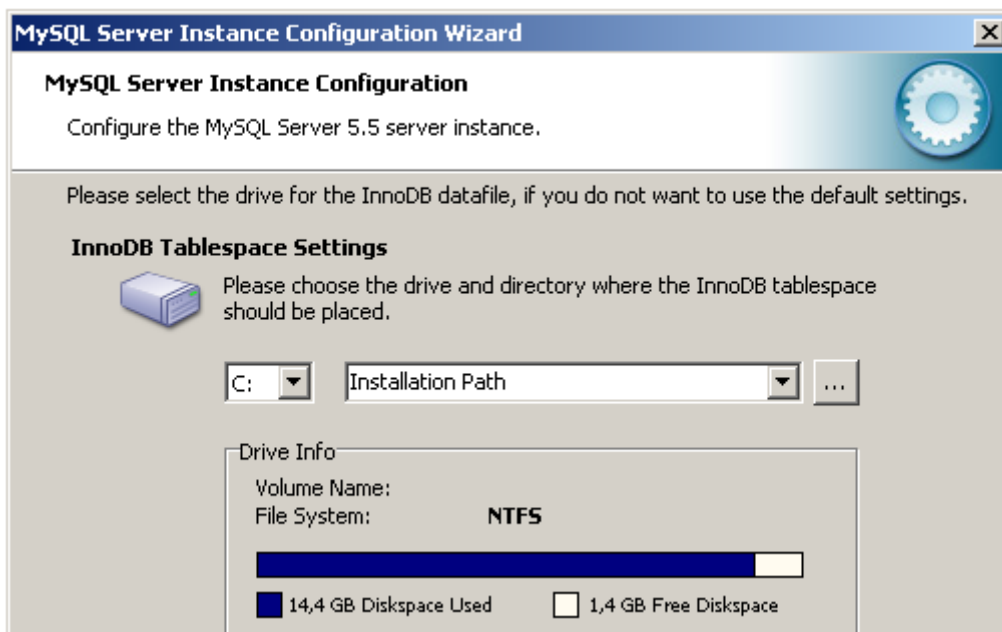 MySQL Server Instance Configuration Wizard
MySQL Server Instance Configuration
Configure the MySQL Server 5.5 server instance.
Please select the drive for the InnoDB datafile, if you do not want to use the default settings.
InnoDB Tablespace Settings
Please choose the drive and directory where the InnoDB tablespace
should be placed.
C: Installation Path ...
Drive Info
Volume Name:
File System: NTFS
14,4 GB Diskspace Used 1,4 GB Free Diskspace